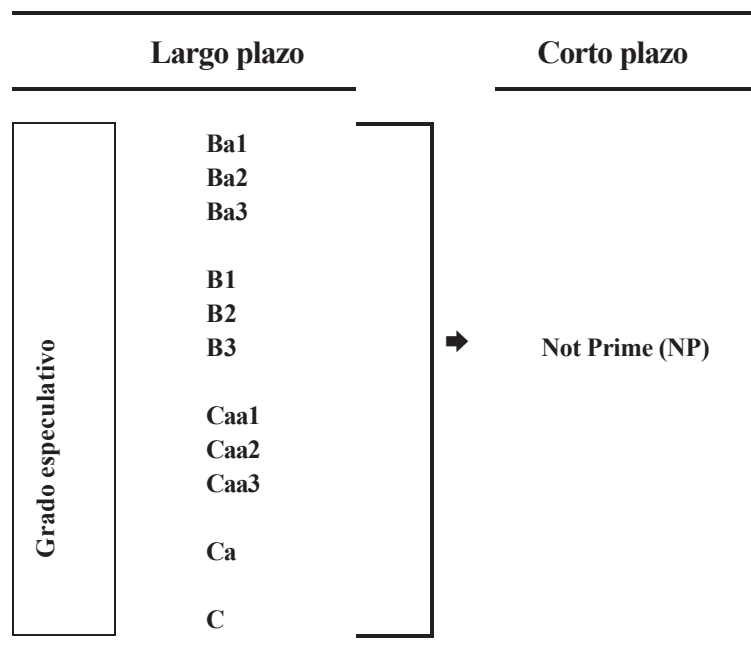 Largo plazo
Corto plazo
Grado especulativo
Ba1
Ba2
Ba3
B1
B2
B3
Caa1
Caa2
Caa3
Ca
C
Not Prime (NP)